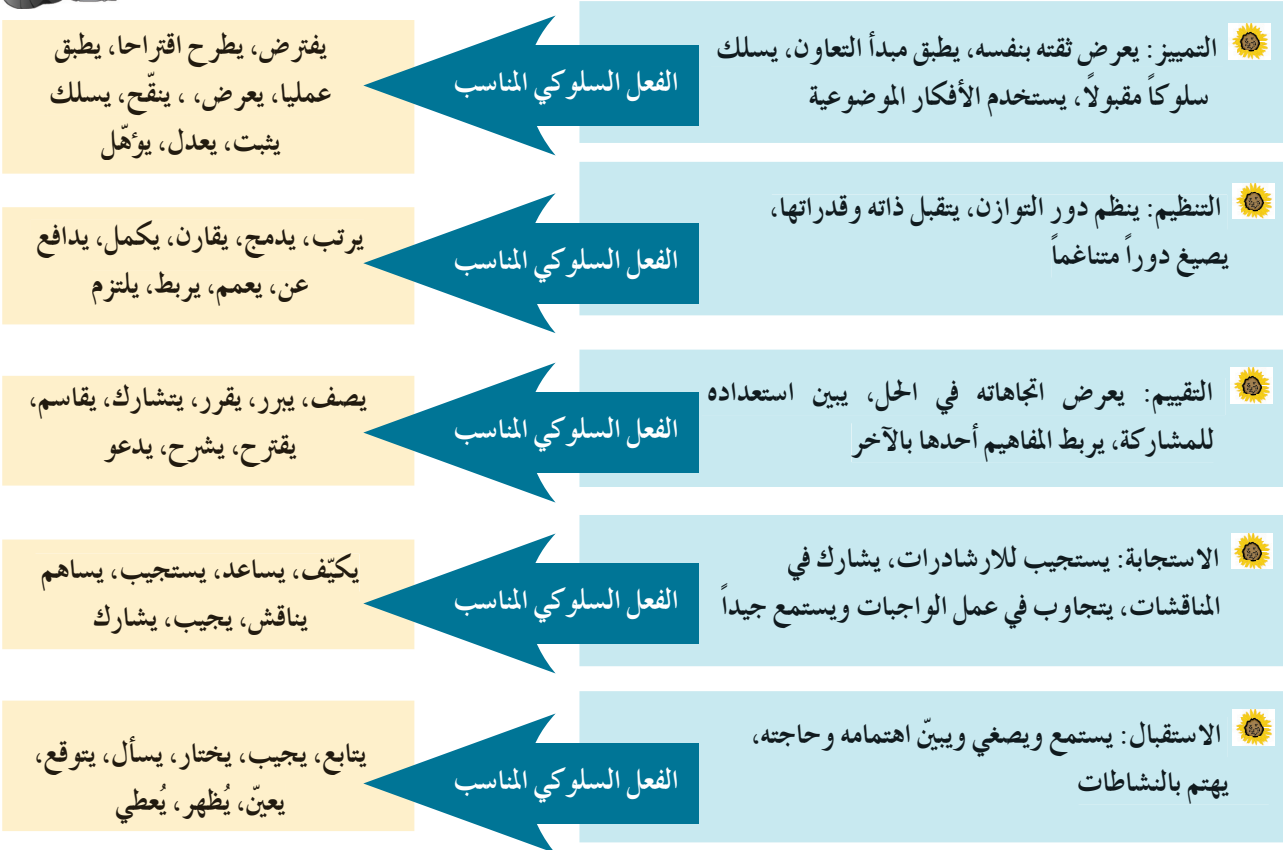 التمييز: يعرض ثقته بنفسه، يطبق مبدأ التعاون، يسلك
سلوكاً مقبولاً، يستخدم الأفكار الموضوعية
الفعل السلوكي المناسب
يفترض، يطرح اقتراحا، يطبق
عمليا، يعرض، ، ينقّح، يسلك
يثبت، يعدل، يؤهّل
التنظيم: ينظم دور التوازن، يتقبل ذاته وقدراتها،
يصيغ دوراً متناغماً
الفعل السلوكي المناسب
يرتب، يدمج، يقارن، يكمل، يدافع
عن، يعمم، يربط، يلتزم
التقييم: يعرض اتجاهاته في الحل، يبين استعداده
للمشاركة، يربط المفاهيم أحدها بالآخر
الفعل السلوكي المناسب
يصف، يبرر، يقرر، يتشارك، يقاسم،
يقترح، يشرح، يدعو
الاستجابة: يستجيب للارشادرات، يشارك في
المناقشات، يتجاوب في عمل الواجبات ويستمع جيداً
الفعل السلوكي المناسب
يكيّف، يساعد، يستجيب، يساهم
يناقش، يجيب، يشارك
الاستقبال: يستمع ويصغي ويبينّ اهتمامه وحاجته،
يهتم بالنشاطات
الفعل السلوكي المناسب
يتابع، يجيب، يختار، يسأل، يتوقع،
يعينّ، يُظهر، يُعطي